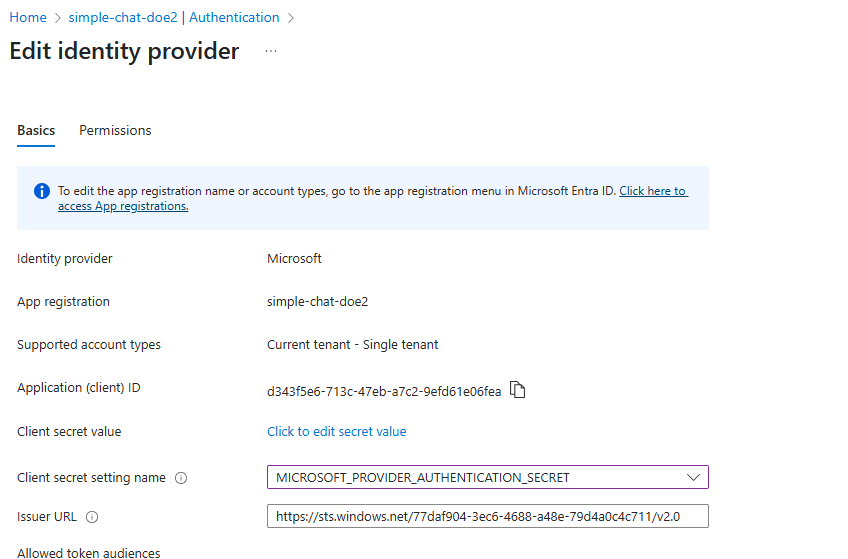 Home > simple-chat-doe2 | Authentication >
Edit identity provider ...
Basics Permissions
To edit the app registration name or account types, go to the app registration menu in Microsoft Entra ID. Click here to
access App registrations.
Identity provider Microsoft
App registration simple-chat-doe2
Supported account types Current tenant - Single tenant
Application (client) ID d343f5e6-713c-47eb-a7c2-9efd61e06fea
Client secret value Click to edit secret value
Client secret setting name MICROSOFT_PROVIDER_AUTHENTICATION_SECRET
Issuer URL https://sts.windows.net/77daf904-3ec6-4688-a48e-79d4a0c4c711/v2.0
Allowed token audiences